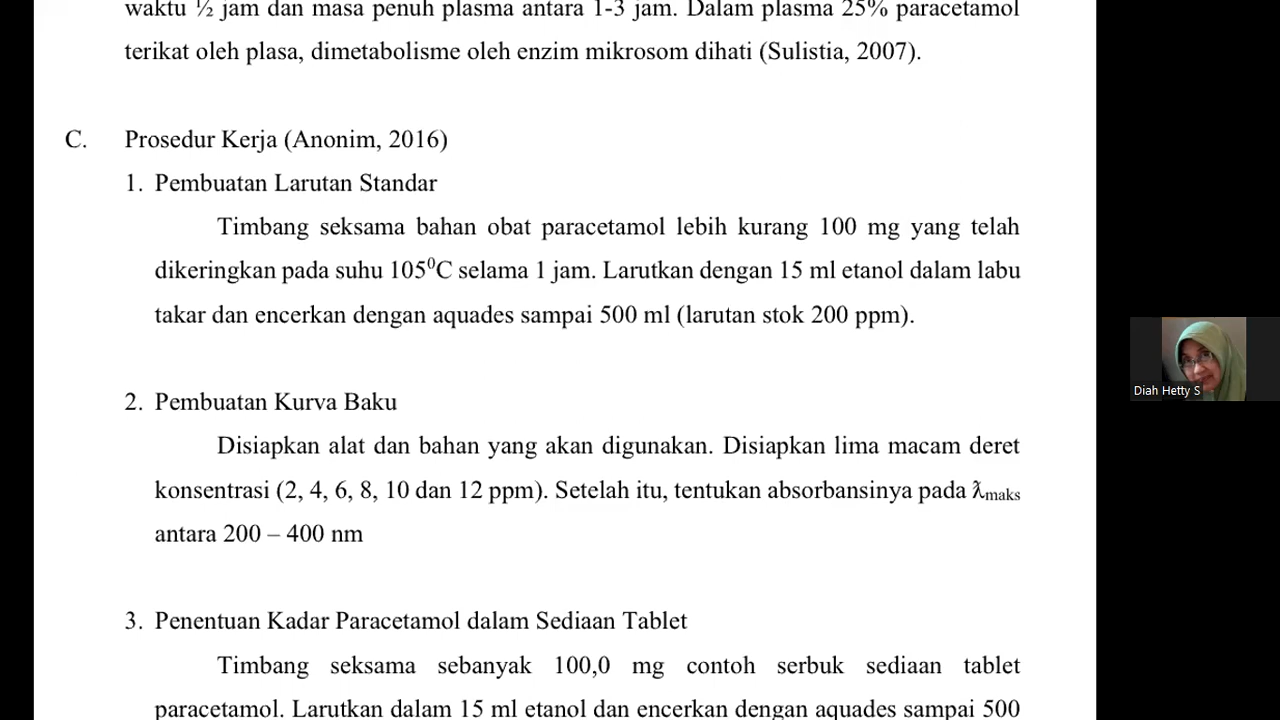 waktu ½ jam dan masa penuh plasma antara 1-3 jam. Dalam plasma 25% paracetamol
terikat oleh plasa, dimetabolisme oleh enzim mikrosom dihati (Sulistia, 2007).
C. Prosedur Kerja (Anonim, 2016)
1. Pembuatan Larutan Standar
Timbang seksama bahan obat paracetamol lebih kurang 100 mg yang telah
dikeringkan pada suhu 105⁰C selama 1 jam. Larutkan dengan 15 ml etanol dalam labu
takar dan encerkan dengan aquades sampai 500 ml (larutan stok 200 ppm).
2. Pembuatan Kurva Baku
Disiapkan alat dan bahan yang akan digunakan. Disiapkan lima macam deret
konsentrasi (2, 4, 6, 8, 10 dan 12 ppm). Setelah itu, tentukan absorbansinya pada λmaks
antara 200 – 400 nm
3. Penentuan Kadar Paracetamol dalam Sediaan Tablet
Timbang seksama sebanyak 100,0 mg contoh serbuk sediaan tablet
paracetamol. Larutkan dalam 15 ml etanol dan encerkan dengan aquades sampai 500
Diah Hetty S